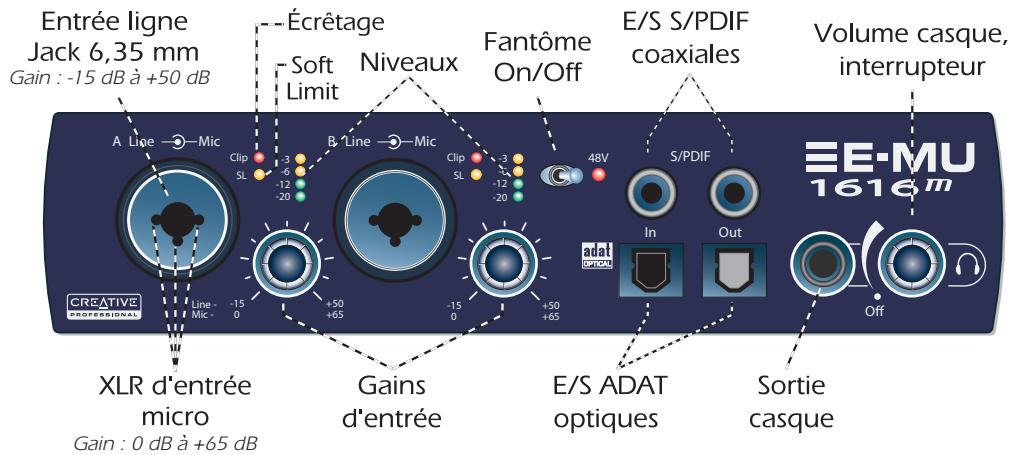 Entrée ligne
Jack 6,35 mm
Gain : -15 dB à +50 dB
Écrêtage
Soft
Limit
Niveaux
Fantôme
On/Off
E/S S/PDIF
coaxiales
Volume casque,
interrupteur
A Line Mic
Clip
SL
-3
-6
-12
-20
B Line Mic
Clip
SL
-3
-6
-12
-20
48V
S/PDIF
E-MU
1616m
In
Out
adat
OPTICAL
CREATIVE
PROFESSIONAL
Line - -15 +50
Mic - 0 +65
-15 +50
0 +65
Off
XLR d'entrée
micro
Gain : 0 dB à +65 dB
Gains
d'entrée
E/S ADAT
optiques
Sortie
casque